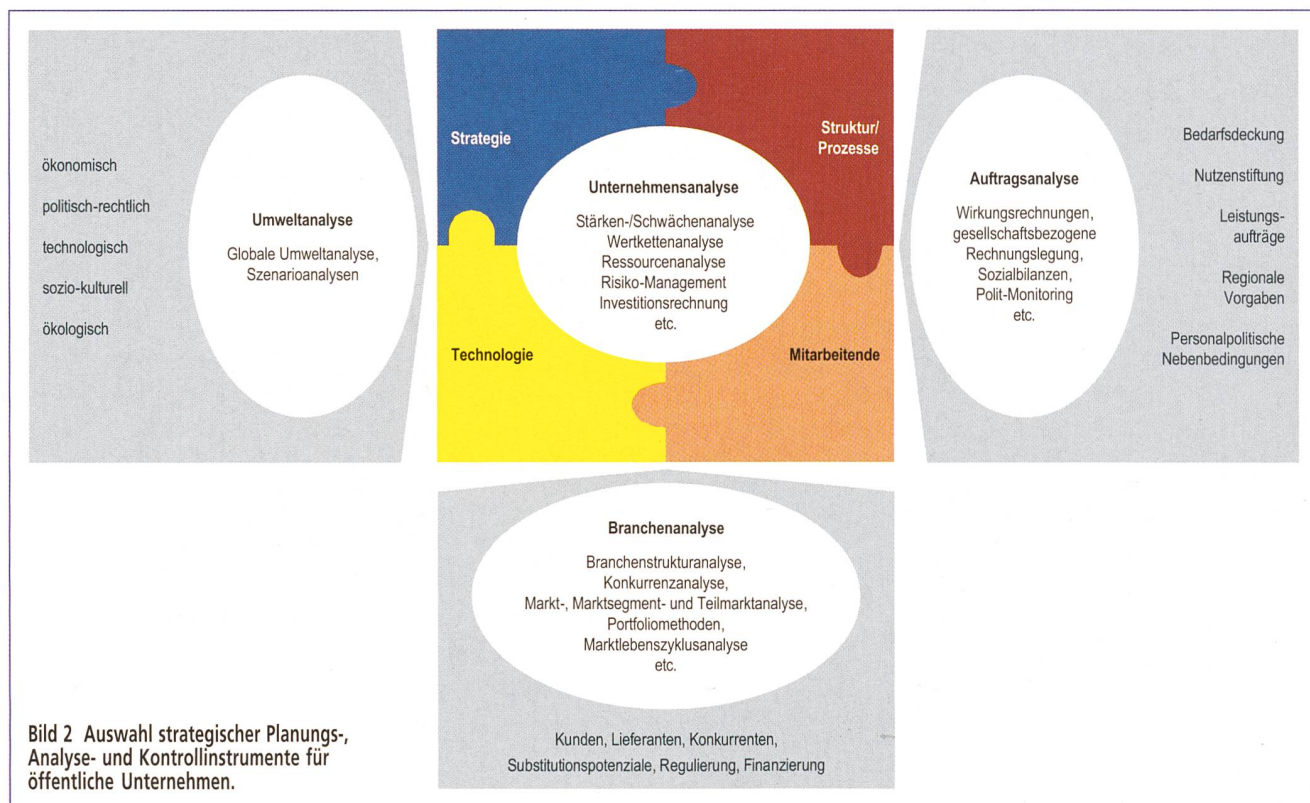 ökonomisch
politisch-rechtlich
technologisch
sozio-kulturell
ökologisch
Umweltanalyse
Globale Umweltanalyse,
Szenarioanalysen
Strategie
Struktur/
Prozesse
Unternehmensanalyse
Stärken-/Schwächenanalyse
Wertkettenanalyse
Ressourcenanalyse
Risiko-Management
Investitionsrechnung
etc.
Technologie
Mitarbeitende
Auftragsanalyse
Wirkungsrechnungen,
gesellschaftsbezogene
Rechnungslegung,
Sozialbilanzen,
Polit-Monitoring
etc.
Bedarfsdeckung
Nutzenstiftung
Leistungs-
aufträge
Regionale
Vorgaben
Personalpolitische
Nebenbedingungen
Branchenanalyse
Branchenstrukturanalyse,
Konkurrenzanalyse,
Markt-, Marktsegment- und Teilmarktanalyse,
Portfoliomethoden,
Marktlebenszyklusanalyse
etc.
Kunden, Lieferanten, Konkurrenten,
Substitutionspotenziale, Regulierung, Finanzierung
Bild 2 Auswahl strategischer Planungs-,
Analyse- und Kontrollinstrumente für
öffentliche Unternehmen.